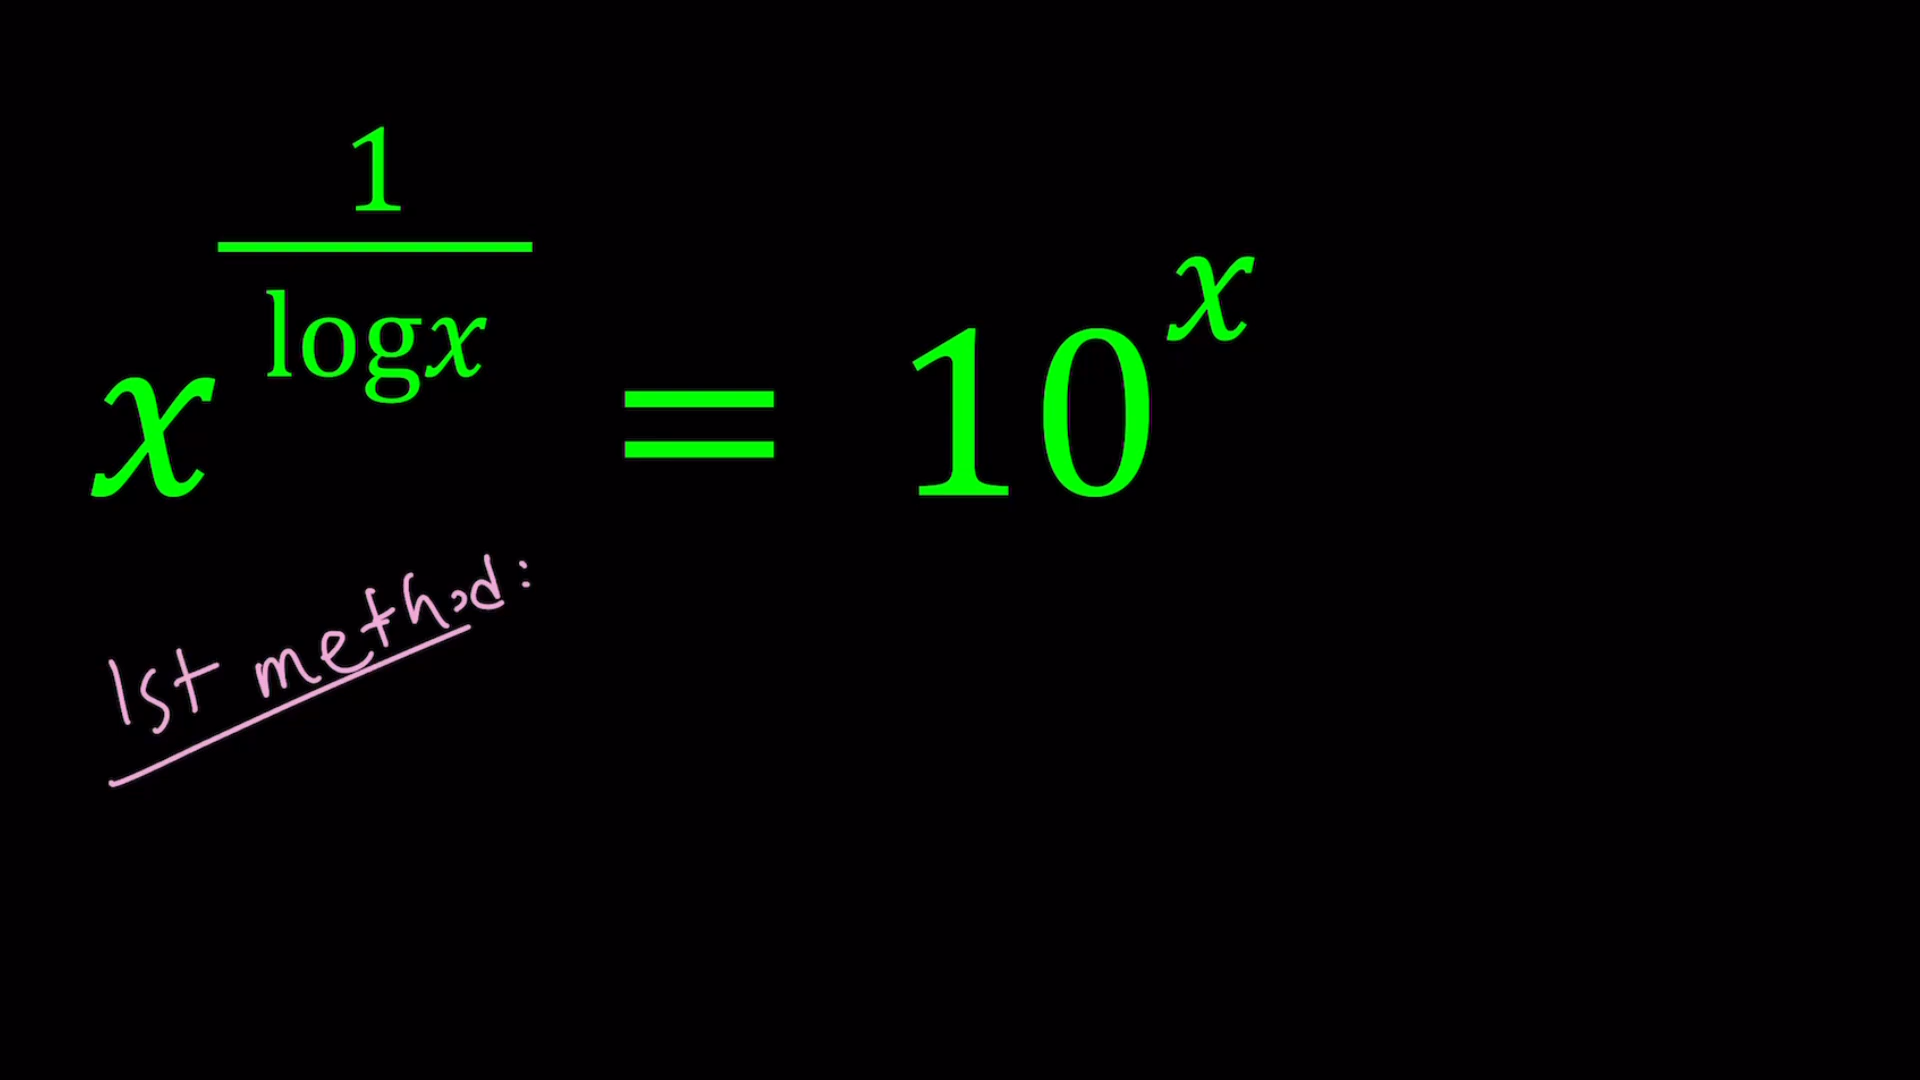 x^(1/logx) = 10^x
1st method: